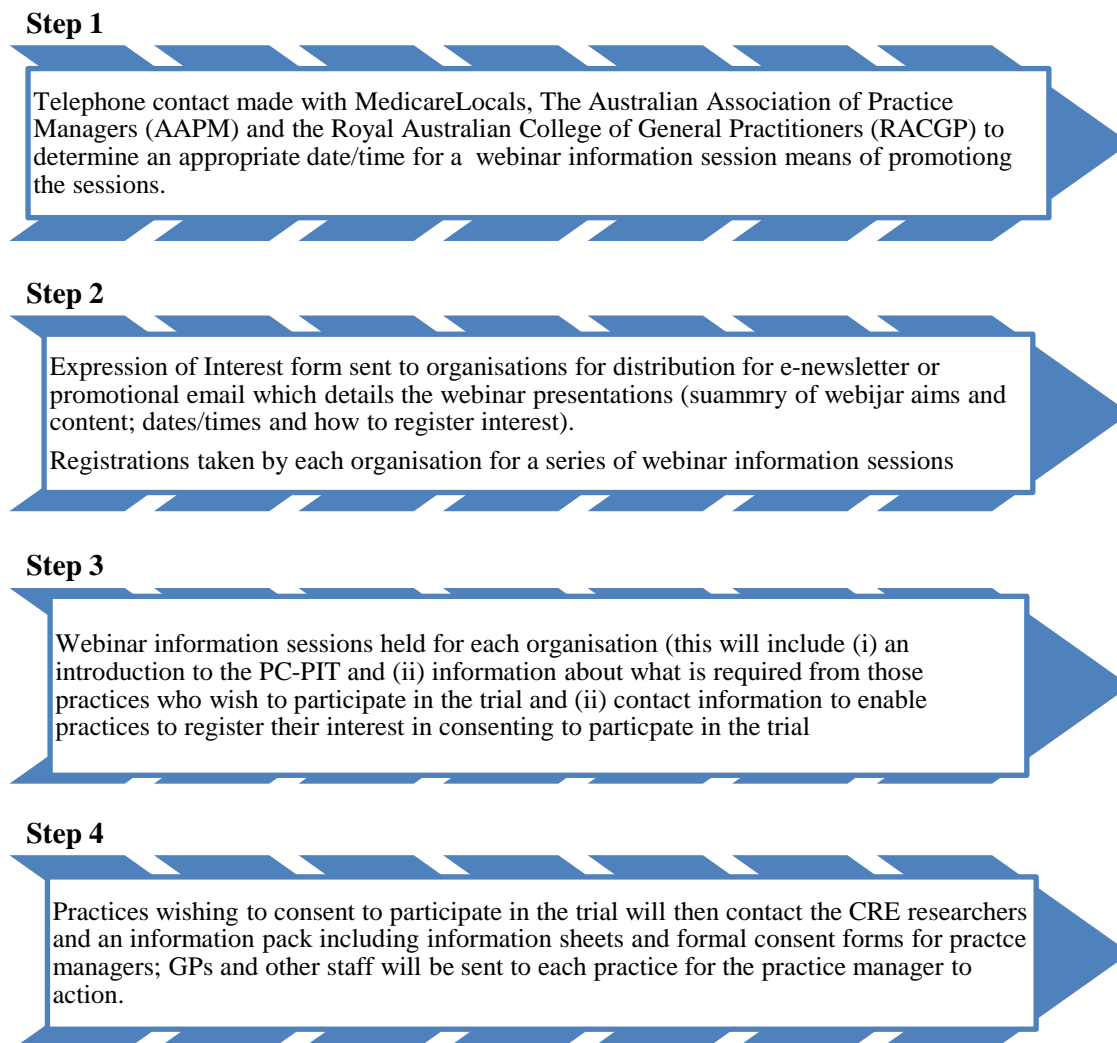 Step 1
Telephone contact made with MedicareLocals, The Australian Association of Practice
Managers (AAPM) and the Royal Australian College of General Practitioners (RACGP) to
determine an appropriate date/time for a  webinar information session means of promotiong
the sessions.
Step 2
Expression of Interest form sent to organisations for distribution for e-newsletter or
promotional email which details the webinar presentations (suammry of webijar aims and
content; dates/times and how to register interest).
Registrations taken by each organisation for a series of webinar information sessions
Step 3
Webinar information sessions held for each organisation (this will include (i) an
introduction to the PC-PIT and (ii) information about what is required from those
practices who wish to participate in the trial and (ii) contact information to enable
practices to register their interest in consenting to particpate in the trial
Step 4
Practices wishing to consent to participate in the trial will then contact the CRE researchers
and an information pack including information sheets and formal consent forms for practce
managers; GPs and other staff will be sent to each practice for the practice manager to
action.